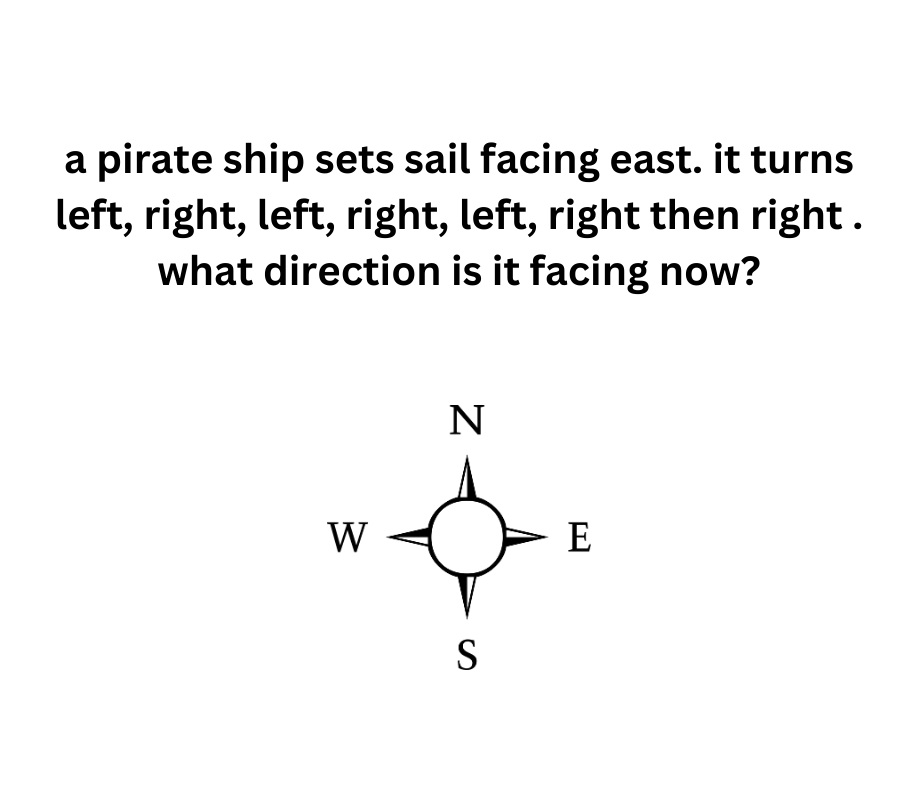 a pirate ship sets sail facing east. it turns
left, right, left, right, left, right then right .
what direction is it facing now?
N
W E
S